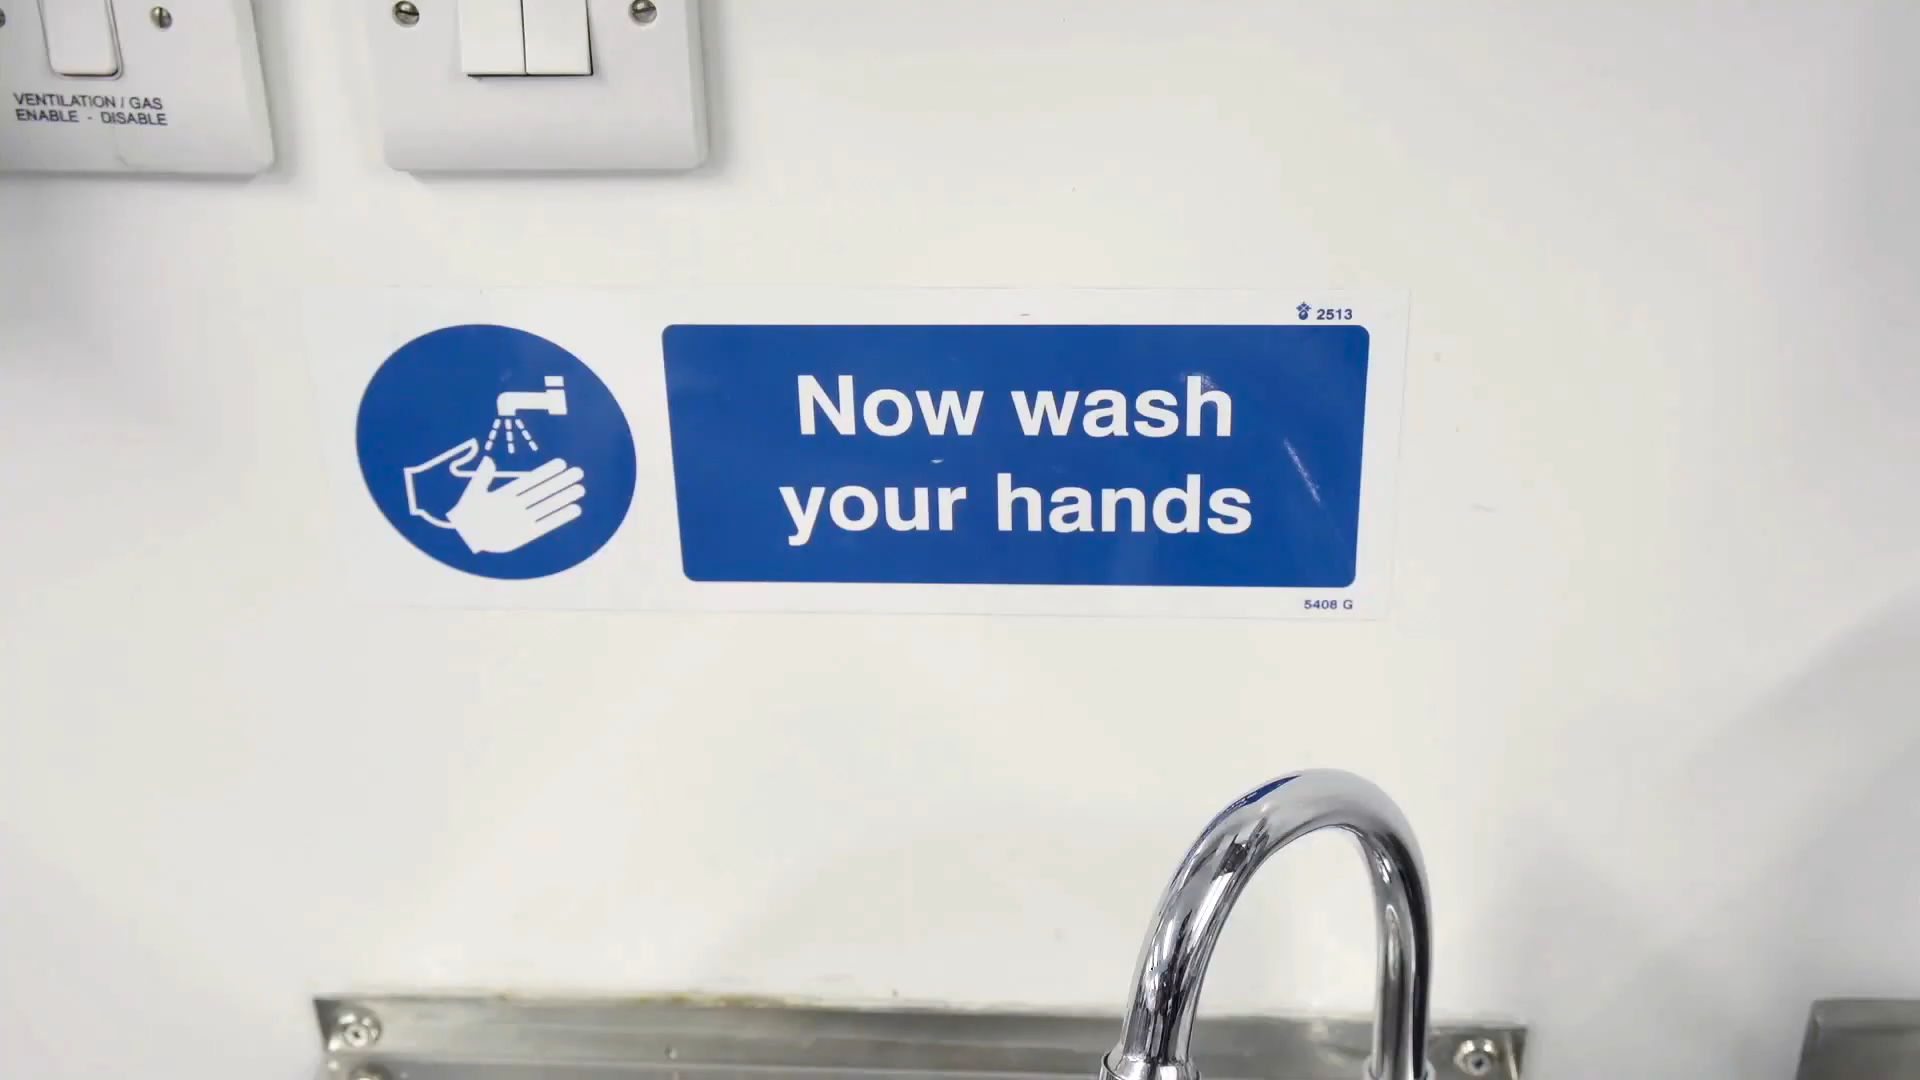 VENTILATION / GAS
ENABLE - DISABLE
2513
Now wash
your hands
5408 G